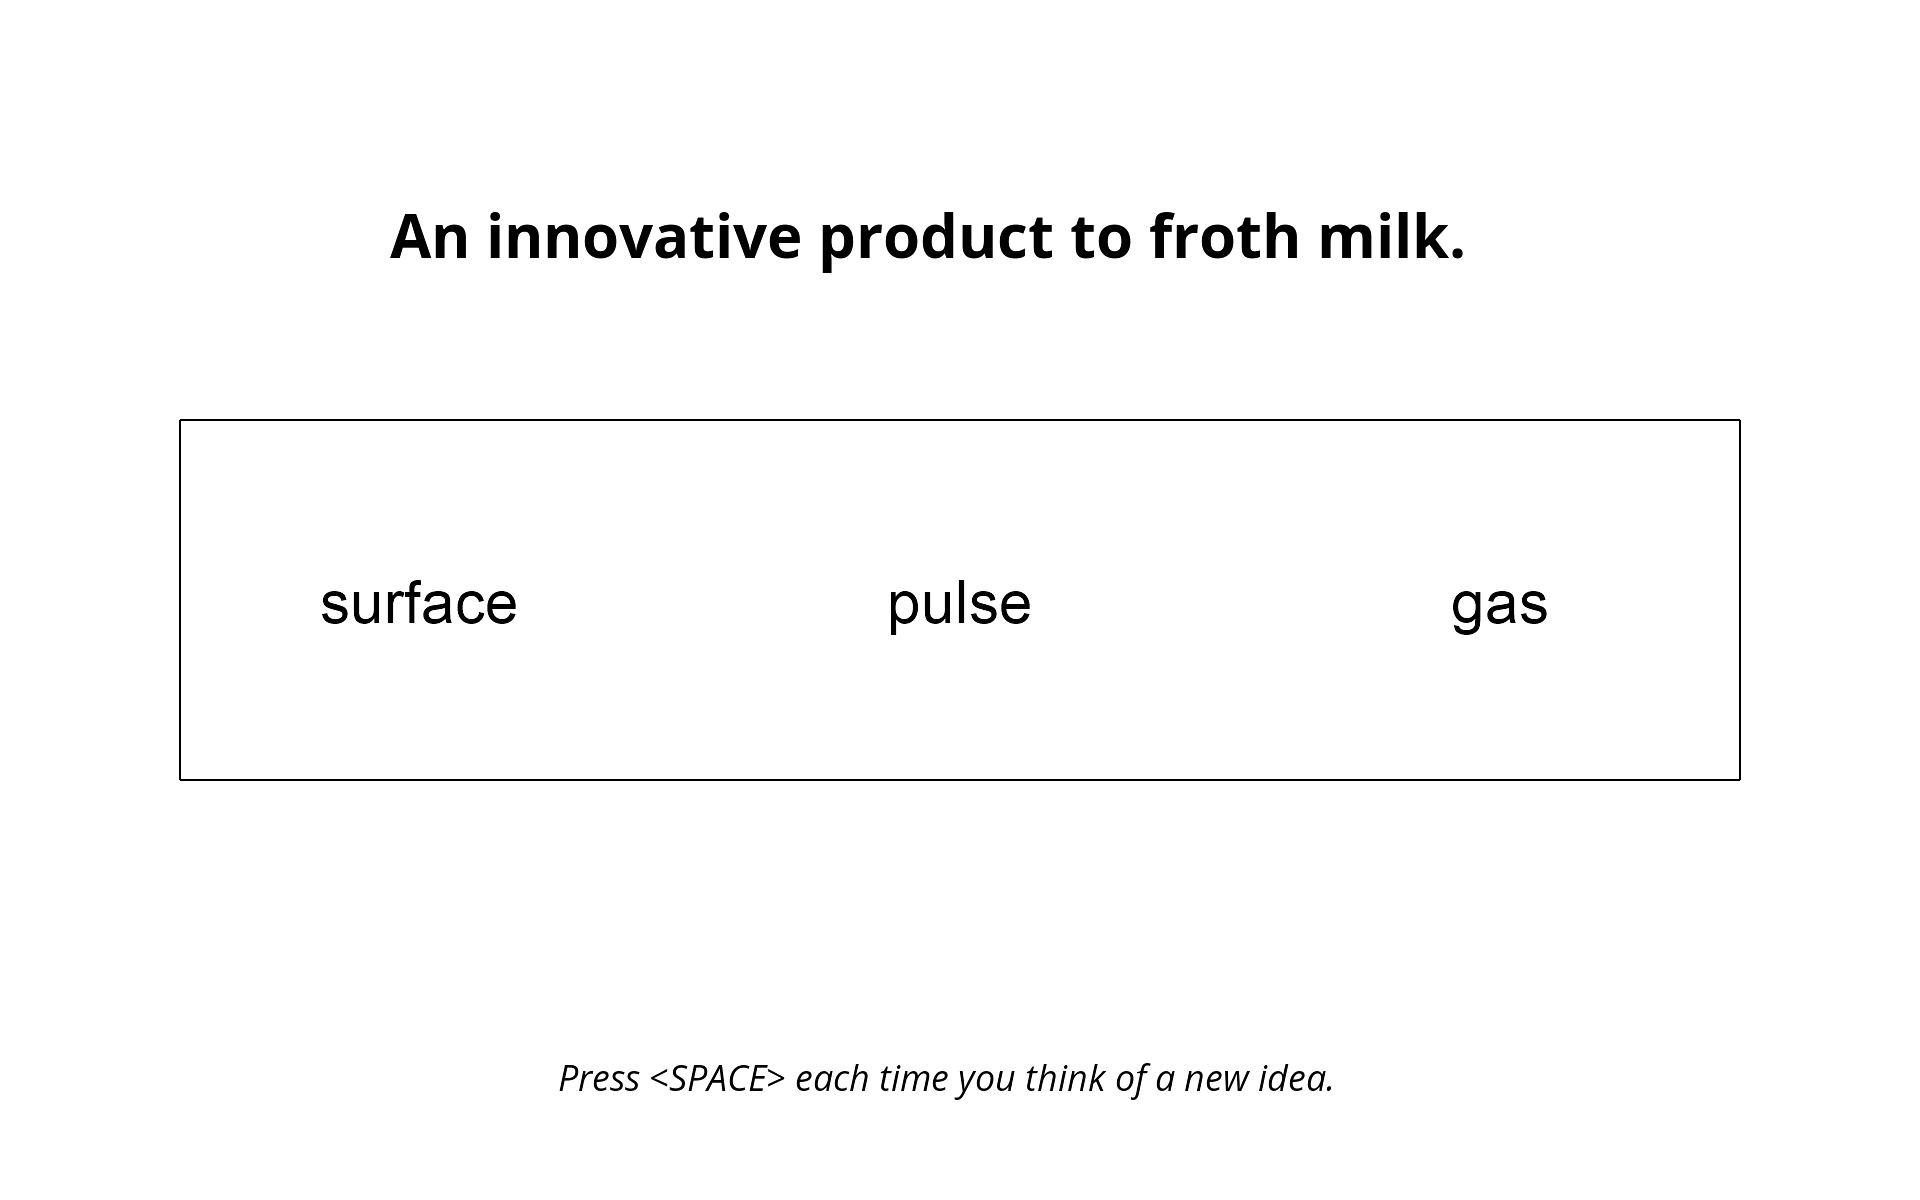 An innovative product to froth milk.
surface pulse gas
Press <SPACE> each time you think of a new idea.